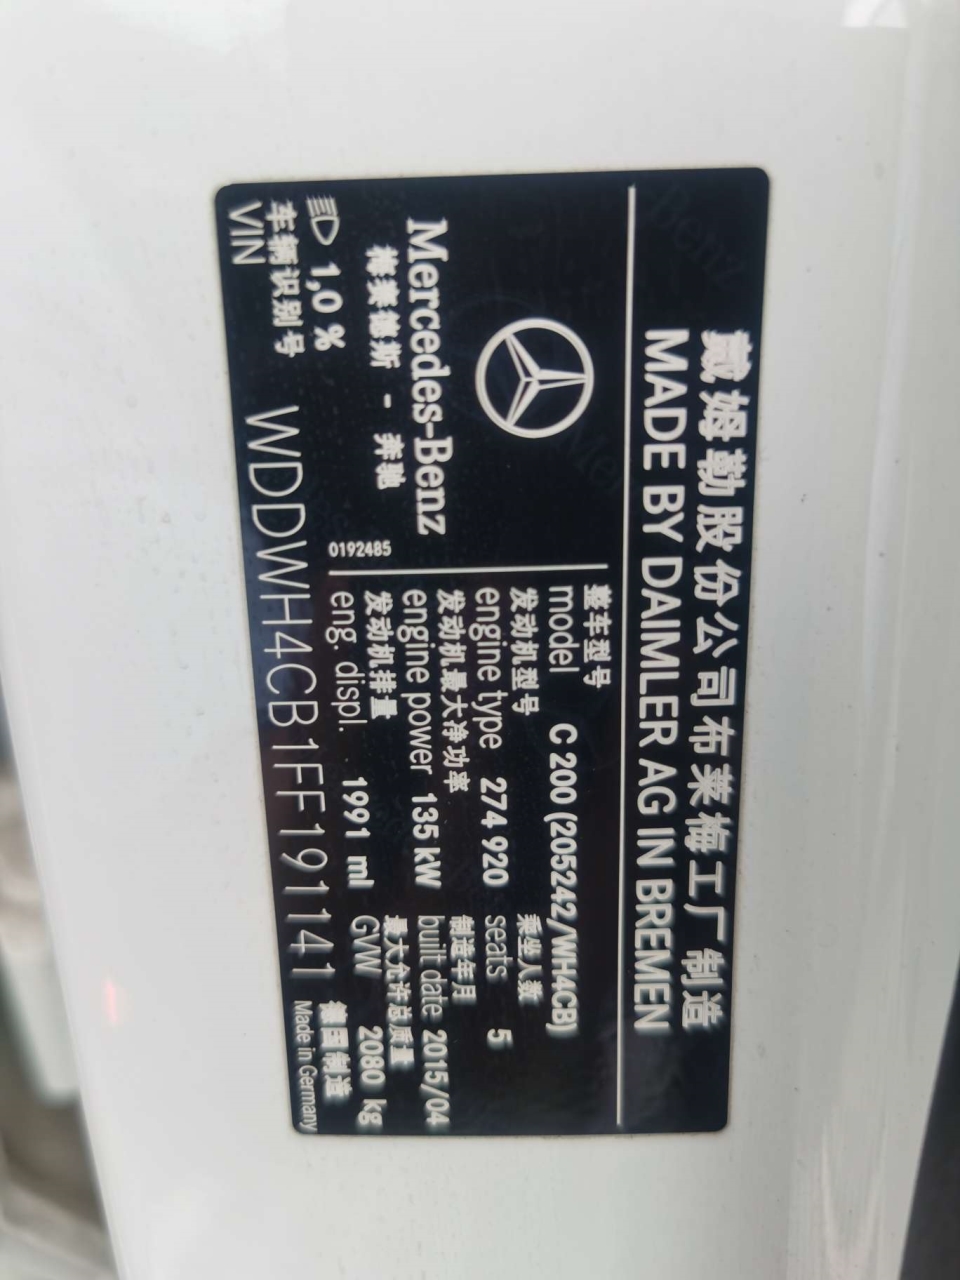 戴姆勒股份公司布莱梅工厂制造
MADE BY DAIMLER AG IN BREMEN
Mercedes-Benz
梅赛德斯 - 奔驰
0192485
整车型号
model C 200 (205242/WH4CB)
发动机型号 乘坐人数
engine type 274 920 seats 5
发动机最大净功率 制造年月
engine power 135 kW built date 2015/04
发动机排量 最大允许总质量
eng. displ. 1991 ml GVW 2080 kg
1,0 %
车辆识别号
VIN WDDWH4CB1FF191141
德国制造
Made in Germany